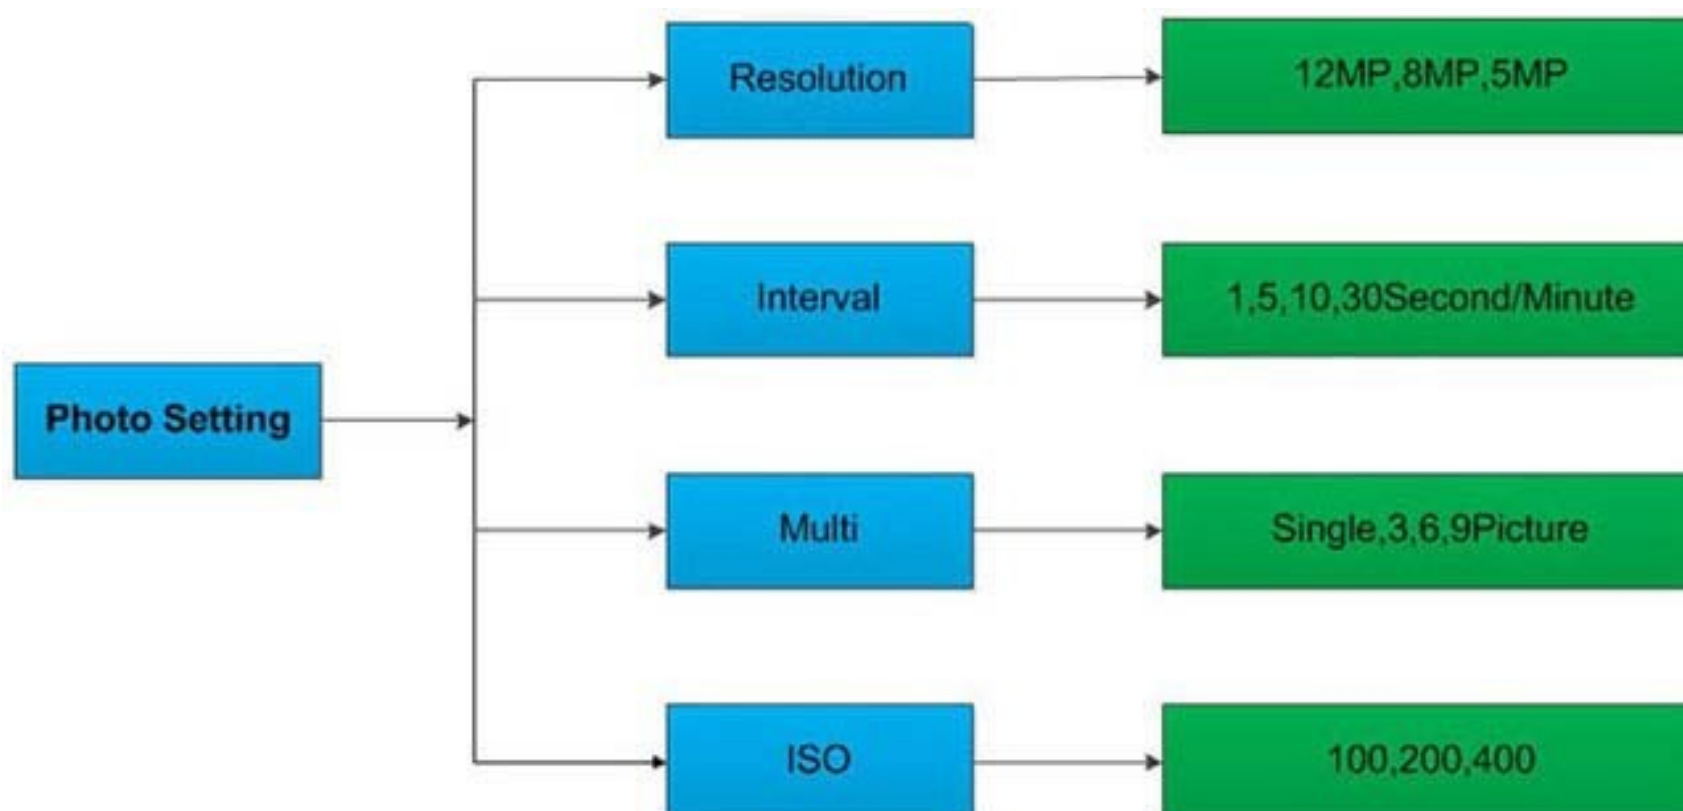 Photo Setting
Resolution
12MP,8MP,5MP
Interval
1,5,10,30Second/Minute
Multi
Single,3,6,9Picture
ISO
100,200,400